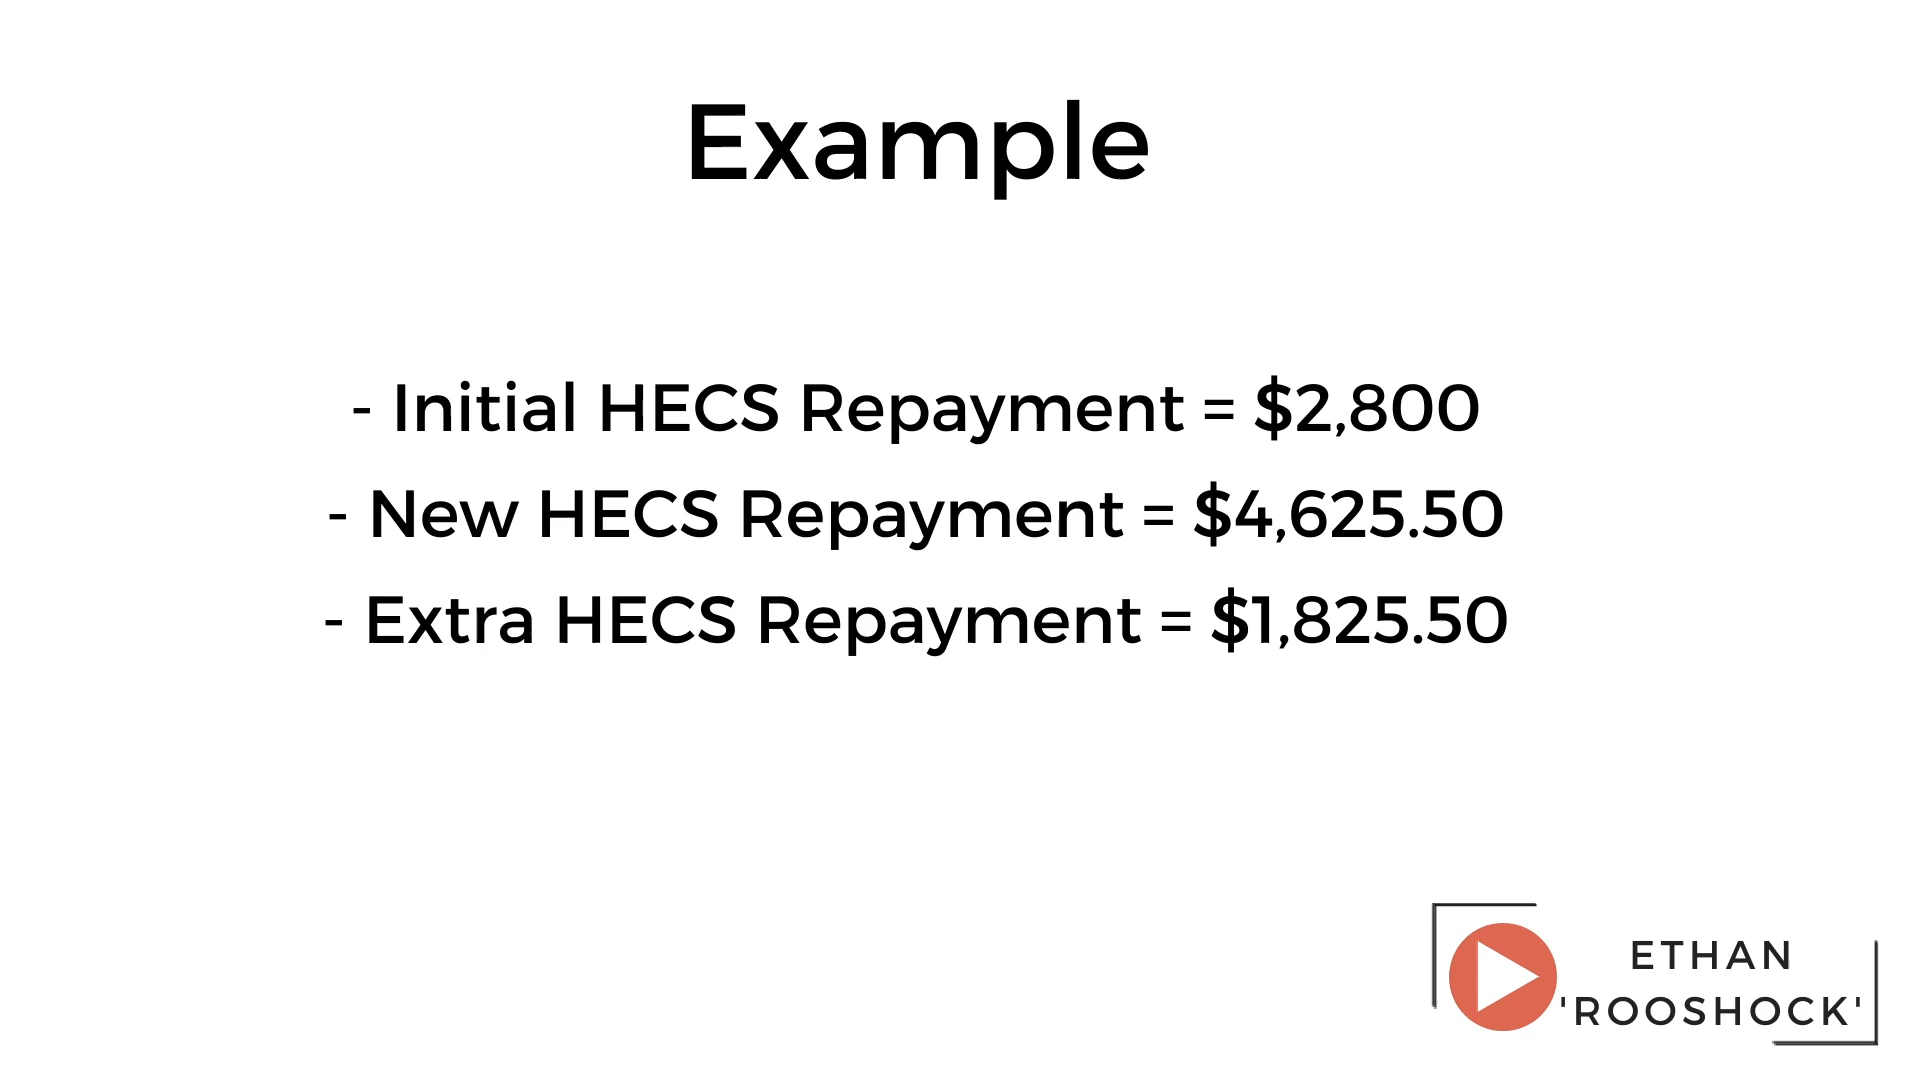 Example
- Initial HECS Repayment = $2,800
- New HECS Repayment = $4,625.50
- Extra HECS Repayment = $1,825.50
ETHAN
'ROOSHOCK'